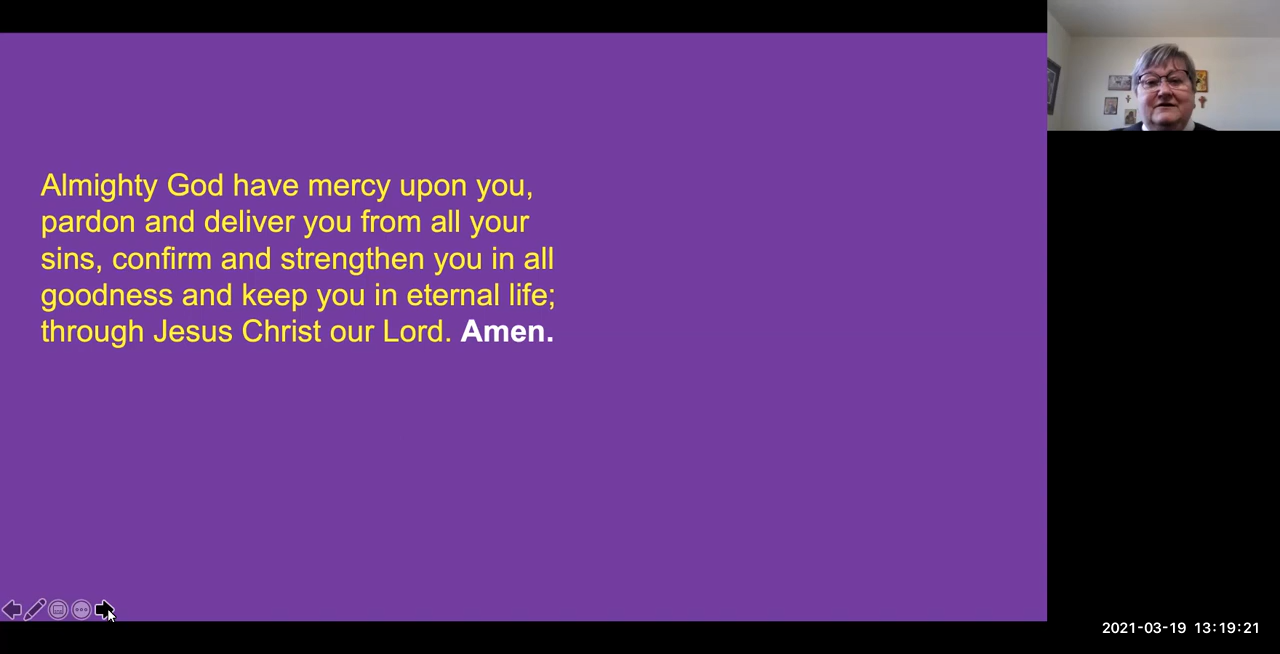 Almighty God have mercy upon you,
pardon and deliver you from all your
sins, confirm and strengthen you in all
goodness and keep you in eternal life;
through Jesus Christ our Lord. Amen.
2021-03-19 13:19:21